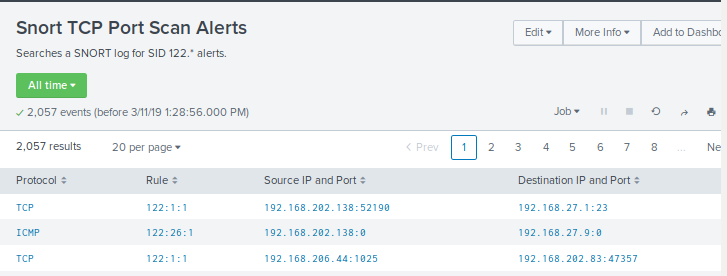 Snort TCP Port Scan Alerts
Edit More Info Add to Dashbo
Searches a SNORT log for SID 122.* alerts.
All time
2,057 events (before 3/11/19 1:28:56.000 PM)
Job
2,057 results 20 per page < Prev 1 2 3 4 5 6 7 8 ... Ne
Protocol Rule Source IP and Port Destination IP and Port
TCP 122:1:1 192.168.202.138:52190 192.168.27.1:23
ICMP 122:26:1 192.168.202.138:0 192.168.27.9:0
TCP 122:1:1 192.168.206.44:1025 192.168.202.83:47357